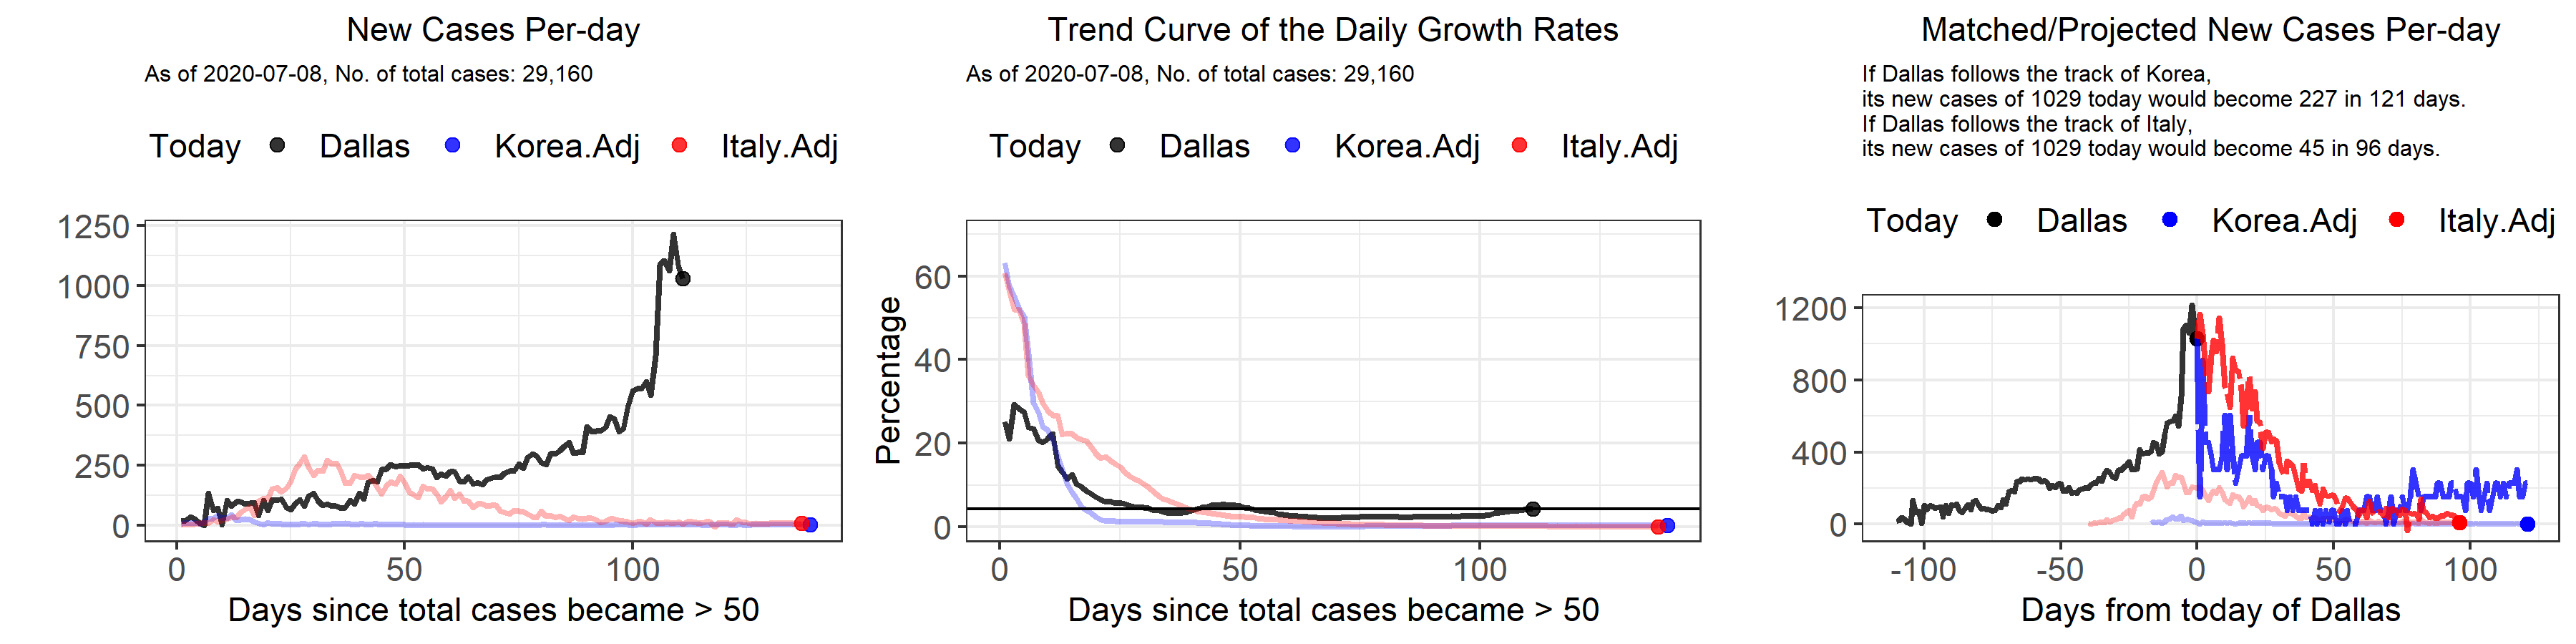 New Cases Per-day
As of 2020-07-08, No. of total cases: 29,160
Today Dallas Korea.Adj Italy.Adj
1250
1000
750
500
250
0
0 50 100
Days since total cases became > 50
Trend Curve of the Daily Growth Rates
As of 2020-07-08, No. of total cases: 29,160
Today Dallas Korea.Adj Italy.Adj
Percentage
60
40
20
0
0 50 100
Days since total cases became > 50
Matched/Projected New Cases Per-day
If Dallas follows the track of Korea,
its new cases of 1029 today would become 227 in 121 days.
If Dallas follows the track of Italy,
its new cases of 1029 today would become 45 in 96 days.
Today Dallas Korea.Adj Italy.Adj
1200
800
400
0
-100 -50 0 50 100
Days from today of Dallas